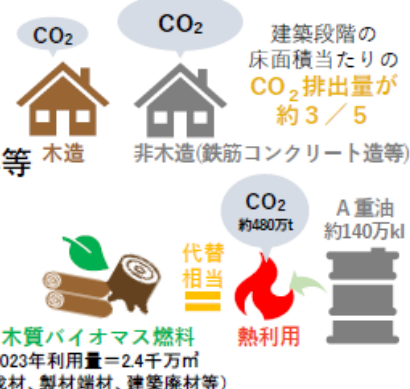 CO₂
CO₂
建築段階の
床面積当たりの
CO₂排出量が
約3／5
等
木造
非木造(鉄筋コンクリート造等)
CO₂
約480万t
A重油
約140万kl
代替
相当
木質バイオマス燃料
熱利用
023年利用量＝2.4千万㎥
材、製材端材、建築廃材等)